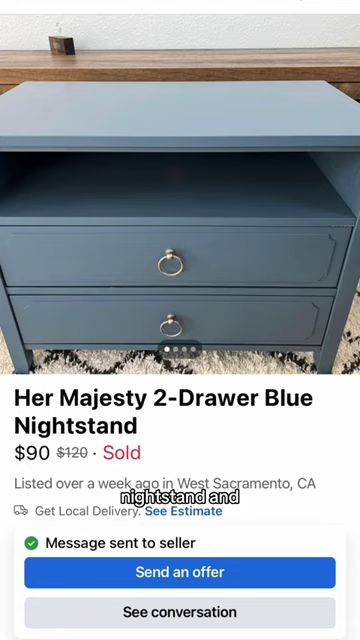 Her Majesty 2-Drawer Blue
Nightstand
$90 $120 · Sold
Listed over a week ago in West Sacramento, CA
nightstand and
Get Local Delivery. See Estimate
Message sent to seller
Send an offer
See conversation